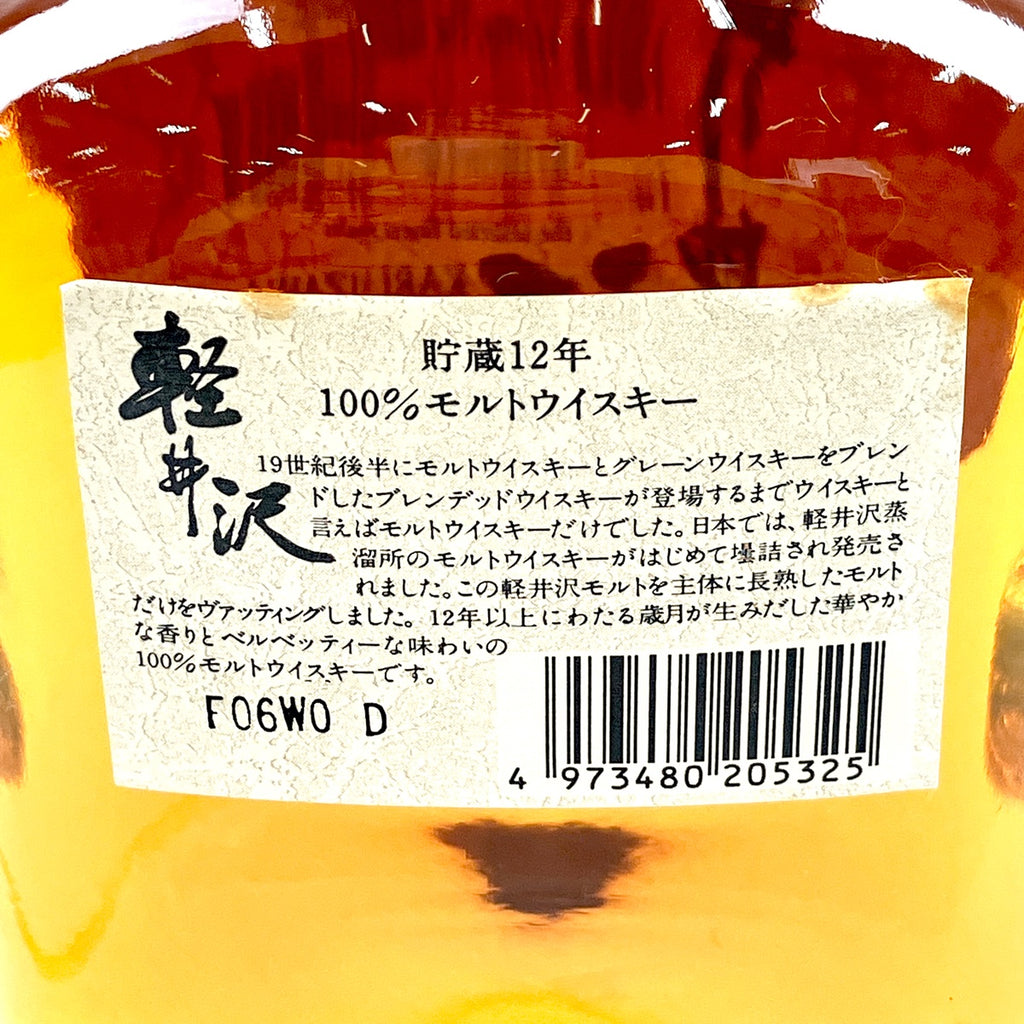 軽井沢
貯蔵12年
100%モルトウイスキー
19世紀後半にモルトウイスキーとグレーンウイスキーをブレン
ドしたブレンデッドウイスキーが登場するまでウイスキーと
言えばモルトウイスキーだけでした。日本では、軽井沢蒸
溜所のモルトウイスキーがはじめて壜詰され発売さ
れました。この軽井沢モルトを主体に長熟したモルト
だけをヴァッティングしました。12年以上にわたる歳月が生みだした華やか
な香りとベルベッティーな味わいの
100%モルトウイスキーです。
F06W0 D
4 973480 205325